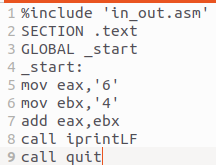 1 %include 'in_out.asm'
2 SECTION .text
3 GLOBAL _start
4 _start:
5 mov eax,'6'
6 mov ebx,'4'
7 add eax,ebx
8 call iprintLF
9 call quit